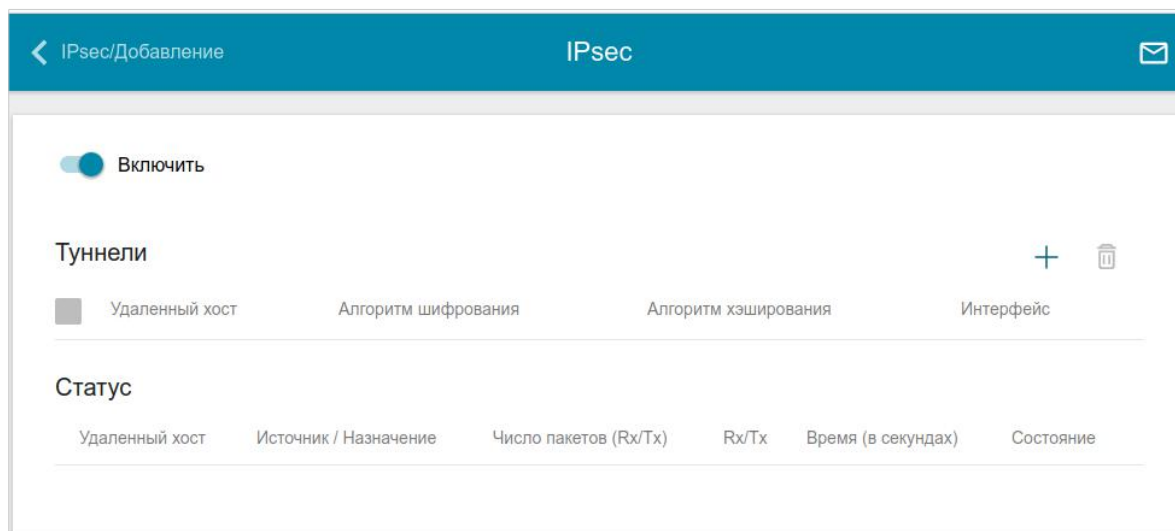 IPsec/Добавление IPsec
Включить
Туннели
Удаленный хост Алгоритм шифрования Алгоритм хэширования Интерфейс
Статус
Удаленный хост Источник / Назначение Число пакетов (Rx/Tx) Rx/Tx Время (в секундах) Состояние